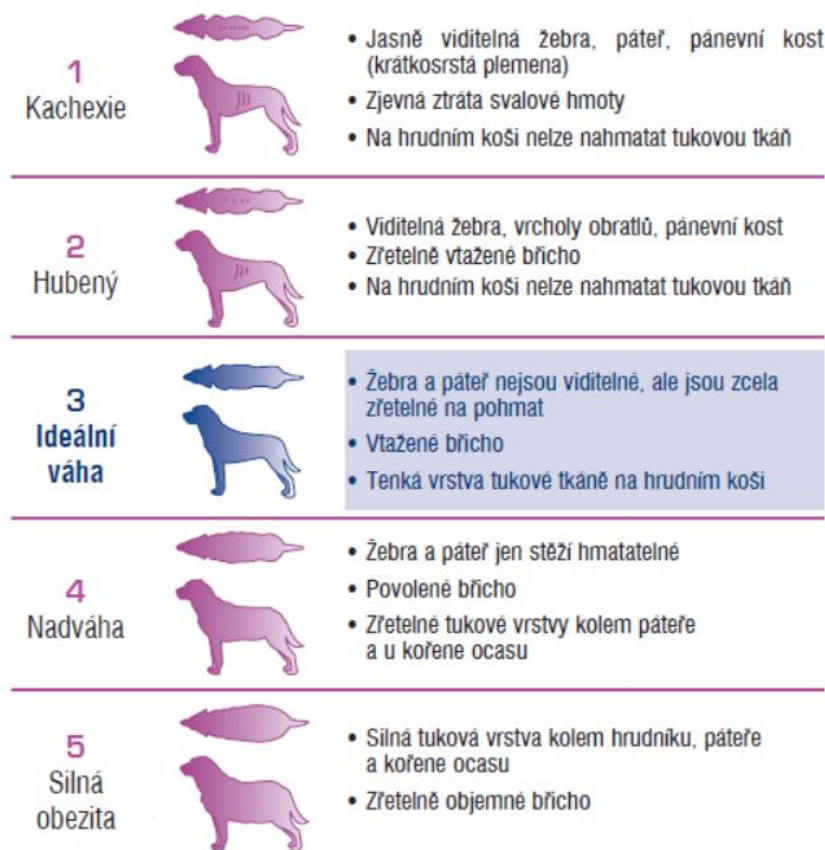 1
Kachexie
• Jasně viditelná žebra, páteř, pánevní kost
(krátkosrstá plemena)
• Zjevná ztráta svalové hmoty
• Na hrudním koši nelze nahmatat tukovou tkáň
2
Hubený
• Viditelná žebra, vrcholy obratlů, pánevní kost
• Zřetelně vtažené břicho
• Na hrudním koši nelze nahmatat tukovou tkáň
3
Ideální
váha
• Žebra a páteř nejsou viditelné, ale jsou zcela
zřetelné na pohmat
• Vtažené břicho
• Tenká vrstva tukové tkáně na hrudním koši
4
Nadváha
• Žebra a páteř jen stěží hmatatelné
• Povolené břicho
• Zřetelné tukové vrstvy kolem páteře
a u kořene ocasu
5
Silná
obezita
• Silná tuková vrstva kolem hrudníku, páteře
a kořene ocasu
• Zřetelně objemné břicho